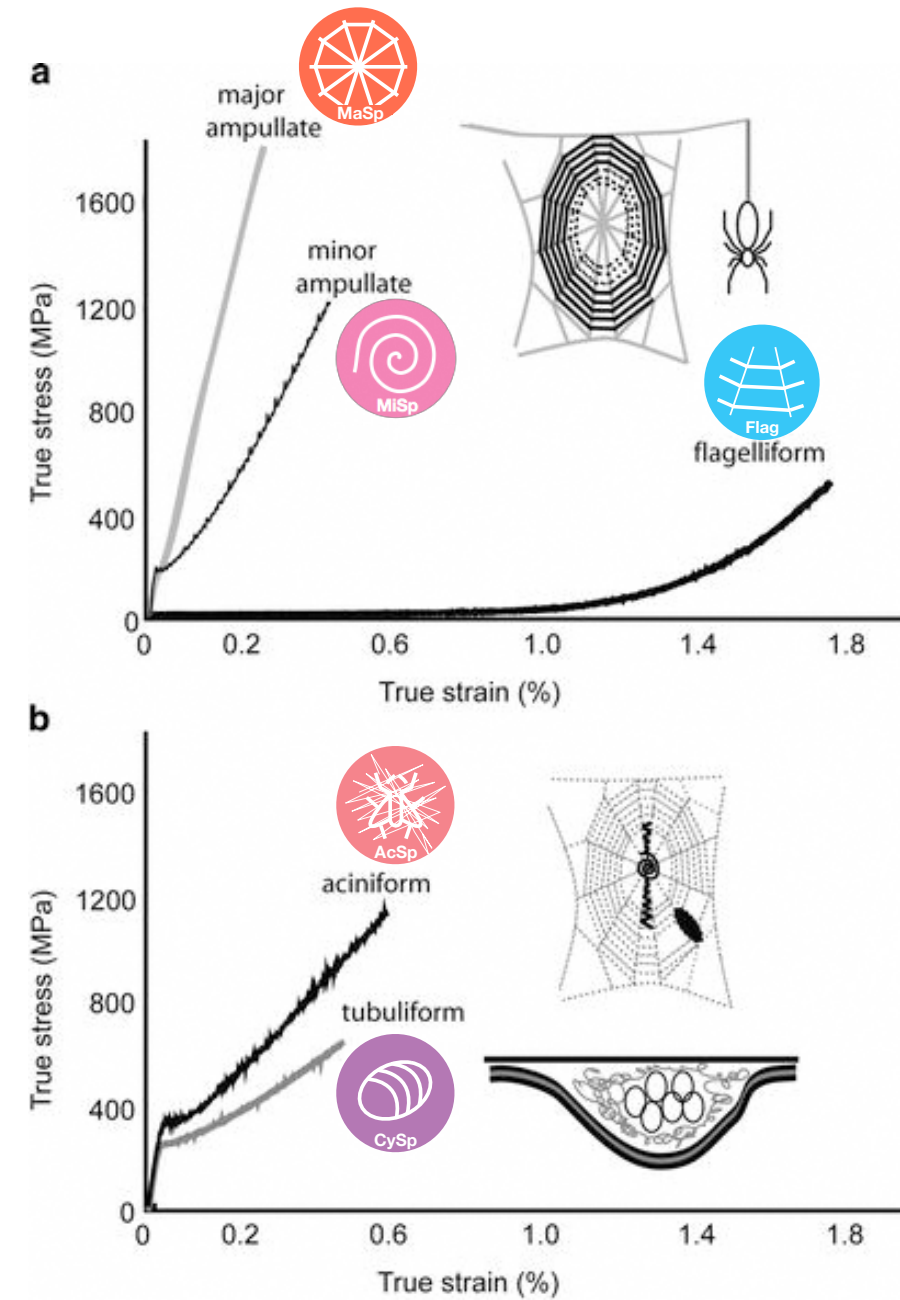 a
major
ampullate
MaSp
minor
ampullate
MiSp
Flag
flagelliform
True stress (MPa)
1600
1200
800
400
0
0 0.2 0.6 1.0 1.4 1.8
True strain (%)
b
AcSp
aciniform
tubuliform
CySp
True stress (MPa)
1600
1200
800
400
0
0 0.2 0.6 1.0 1.4 1.8
True strain (%)